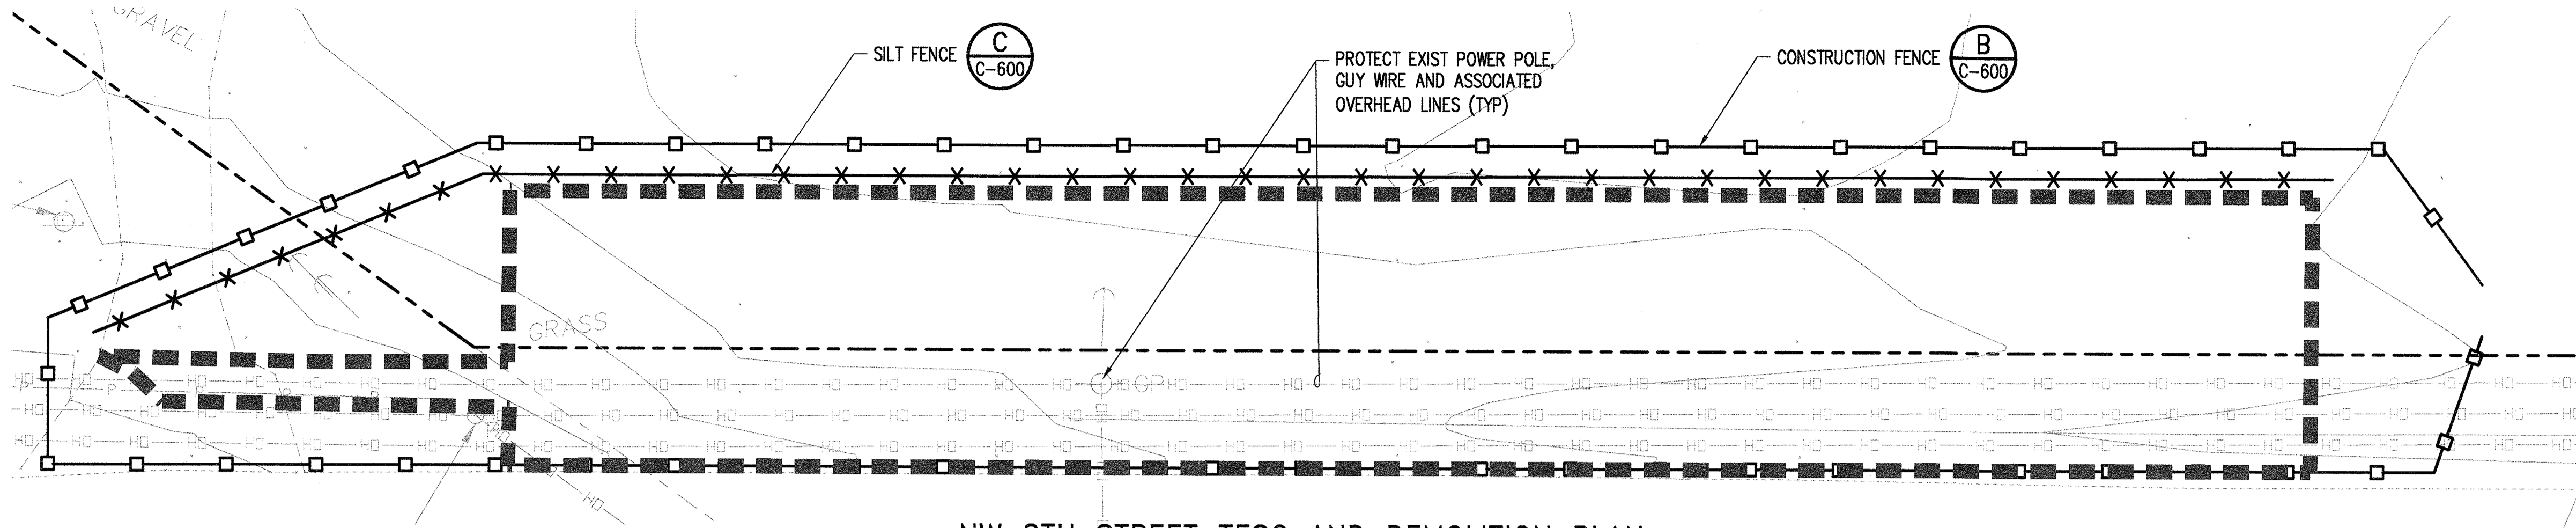 GRAVEL
SILT FENCE
C
C-600
PROTECT EXIST POWER POLE,
GUY WIRE AND ASSOCIATED
OVERHEAD LINES (TYP)
CONSTRUCTION FENCE
B
C-600
GRASS
GP